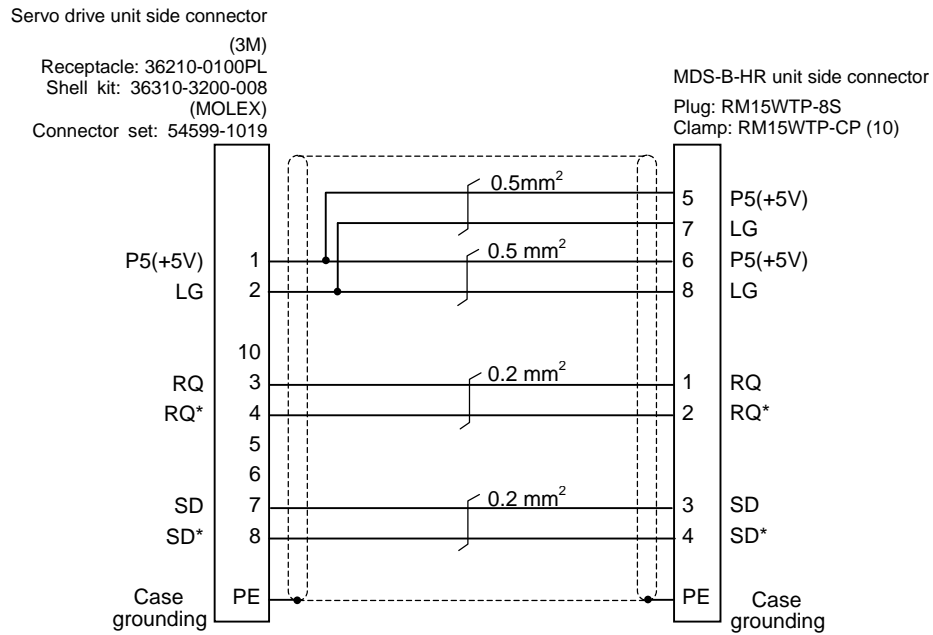 Servo drive unit side connector
(3M)
Receptacle: 36210-0100PL
Shell kit: 36310-3200-008
(MOLEX)
Connector set: 54599-1019
MDS-B-HR unit side connector
Plug: RM15WTP-8S
Clamp: RM15WTP-CP (10)
0.5mm²
5 P5(+5V)
7 LG
P5(+5V) 1 0.5 mm² 6 P5(+5V)
LG 2 8 LG
10
RQ 3 0.2 mm² 1 RQ
RQ* 4 2 RQ*
5
6
SD 7 0.2 mm² 3 SD
SD* 8 4 SD*
Case grounding PE PE Case grounding